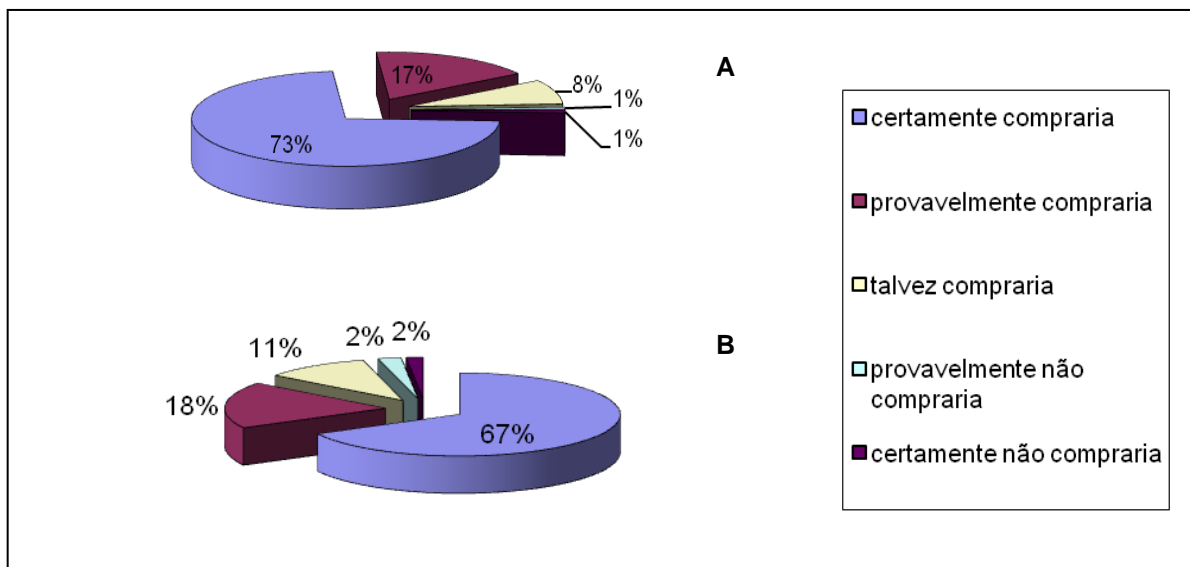 A
17%
8%
1%
73%
1%
B
2%
2%
11%
18%
67%
certamente compraria
provavelmente compraria
talvez compraria
provavelmente não
compraria
certamente não compraria